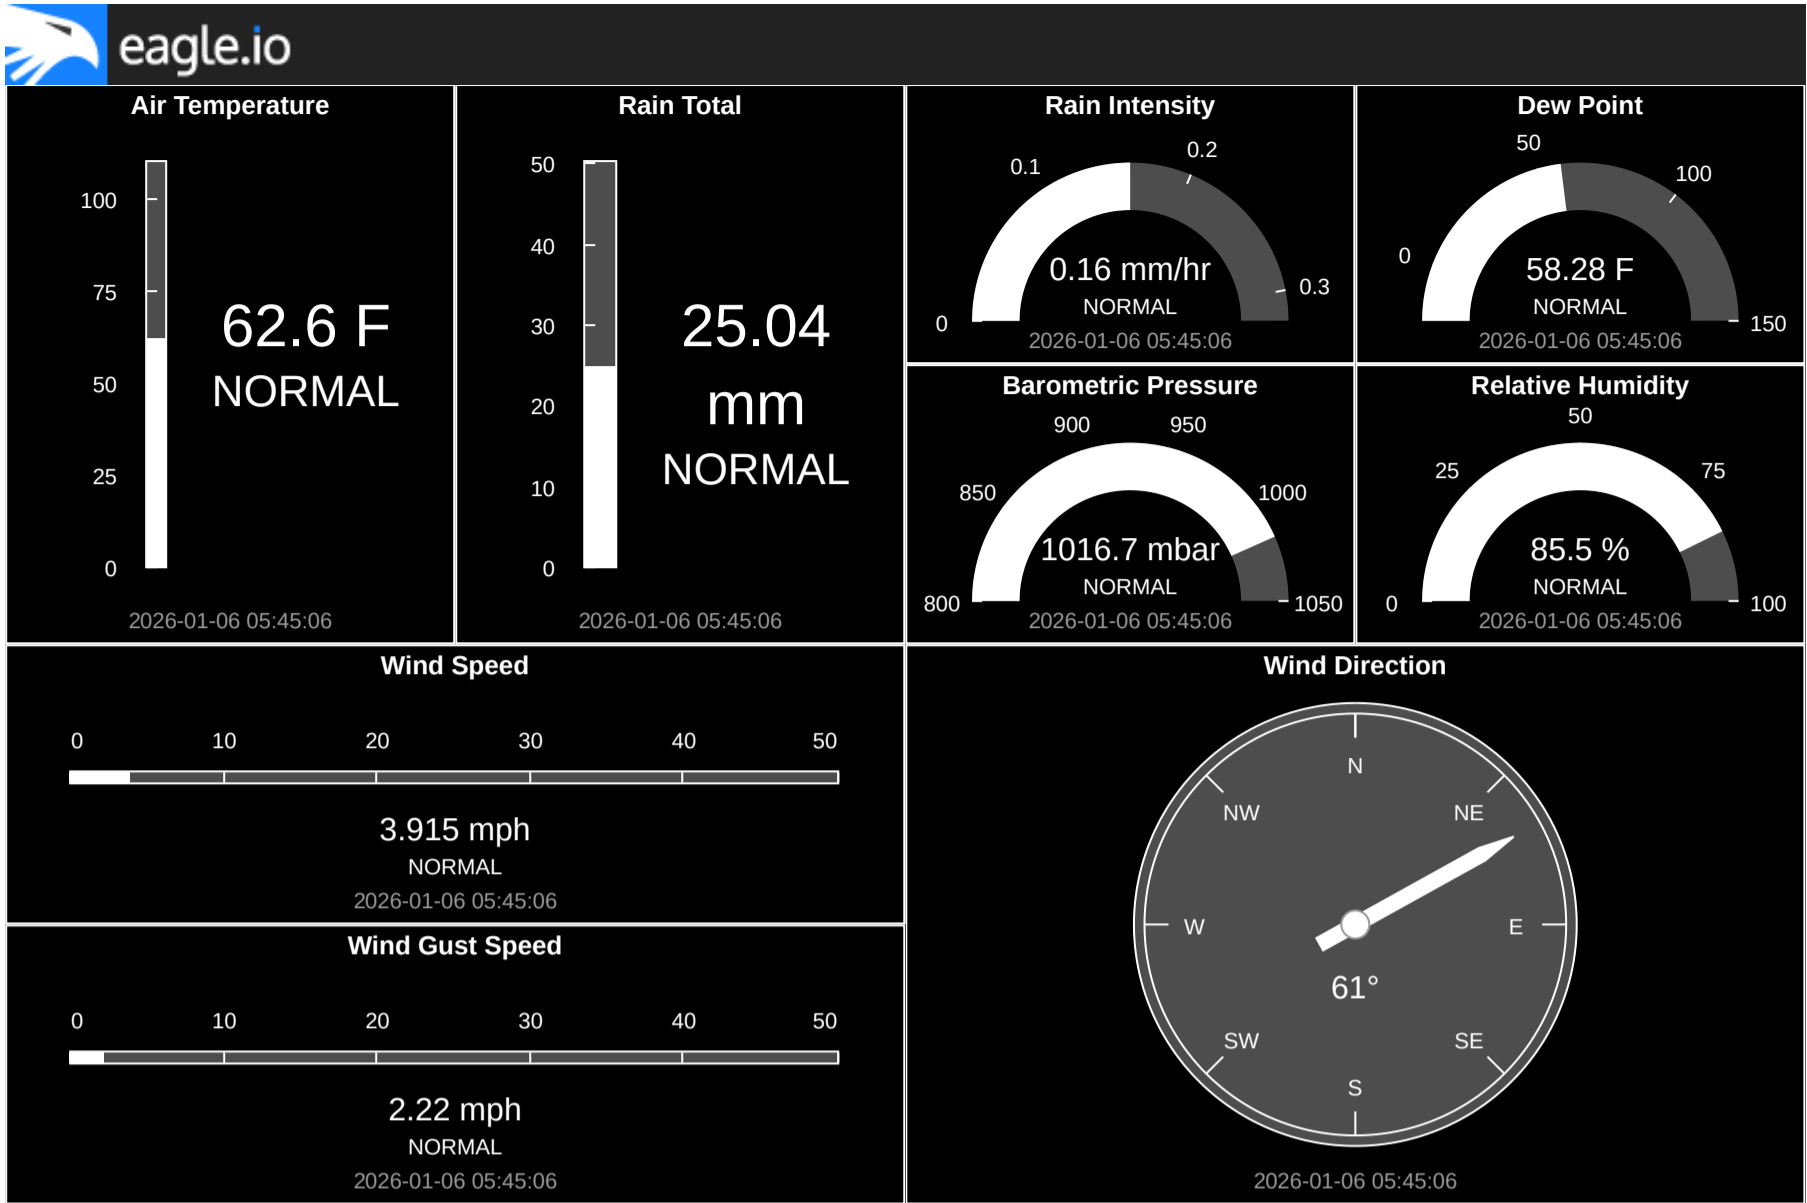 eagle.io
Air Temperature
100
75
50
25
0
62.6 F
NORMAL
2026-01-06 05:45:06
Rain Total
50
40
30
20
10
0
25.04
mm
NORMAL
2026-01-06 05:45:06
Rain Intensity
0
0.1
0.2
0.3
0.16 mm/hr
NORMAL
2026-01-06 05:45:06
Dew Point
0
50
100
150
58.28 F
NORMAL
2026-01-06 05:45:06
Barometric Pressure
800
850
900
950
1000
1050
1016.7 mbar
NORMAL
2026-01-06 05:45:06
Relative Humidity
0
25
50
75
100
85.5 %
NORMAL
2026-01-06 05:45:06
Wind Speed
0 10 20 30 40 50
3.915 mph
NORMAL
2026-01-06 05:45:06
Wind Gust Speed
0 10 20 30 40 50
2.22 mph
NORMAL
2026-01-06 05:45:06
Wind Direction
N
NW NE
W E
61°
SW SE
S
2026-01-06 05:45:06